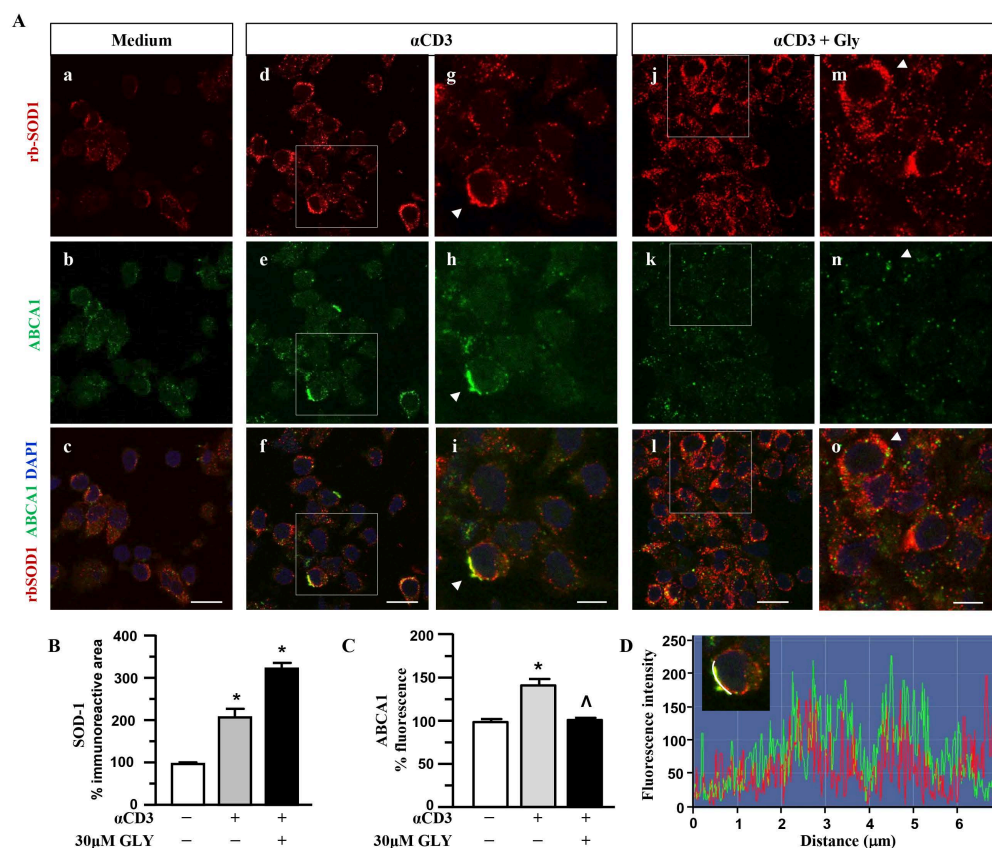 A
Medium
αCD3
αCD3 + Gly
rb-SOD1
a
d
g
j
m
ABCA1
b
e
h
k
n
rbSOD1 ABCA1 DAPI
c
f
i
l
o
B
SOD-1
% immunoreactive area
400
300
200
100
0
*
*
αCD3 − + +
30µM GLY − − +
C
ABCA1
% fluorescence
200
150
100
50
0
*
^
αCD3 − + +
30µM GLY − − +
D
Fluorescence intensity
250
200
150
100
50
0
0 1 2 3 4 5 6
Distance (µm)